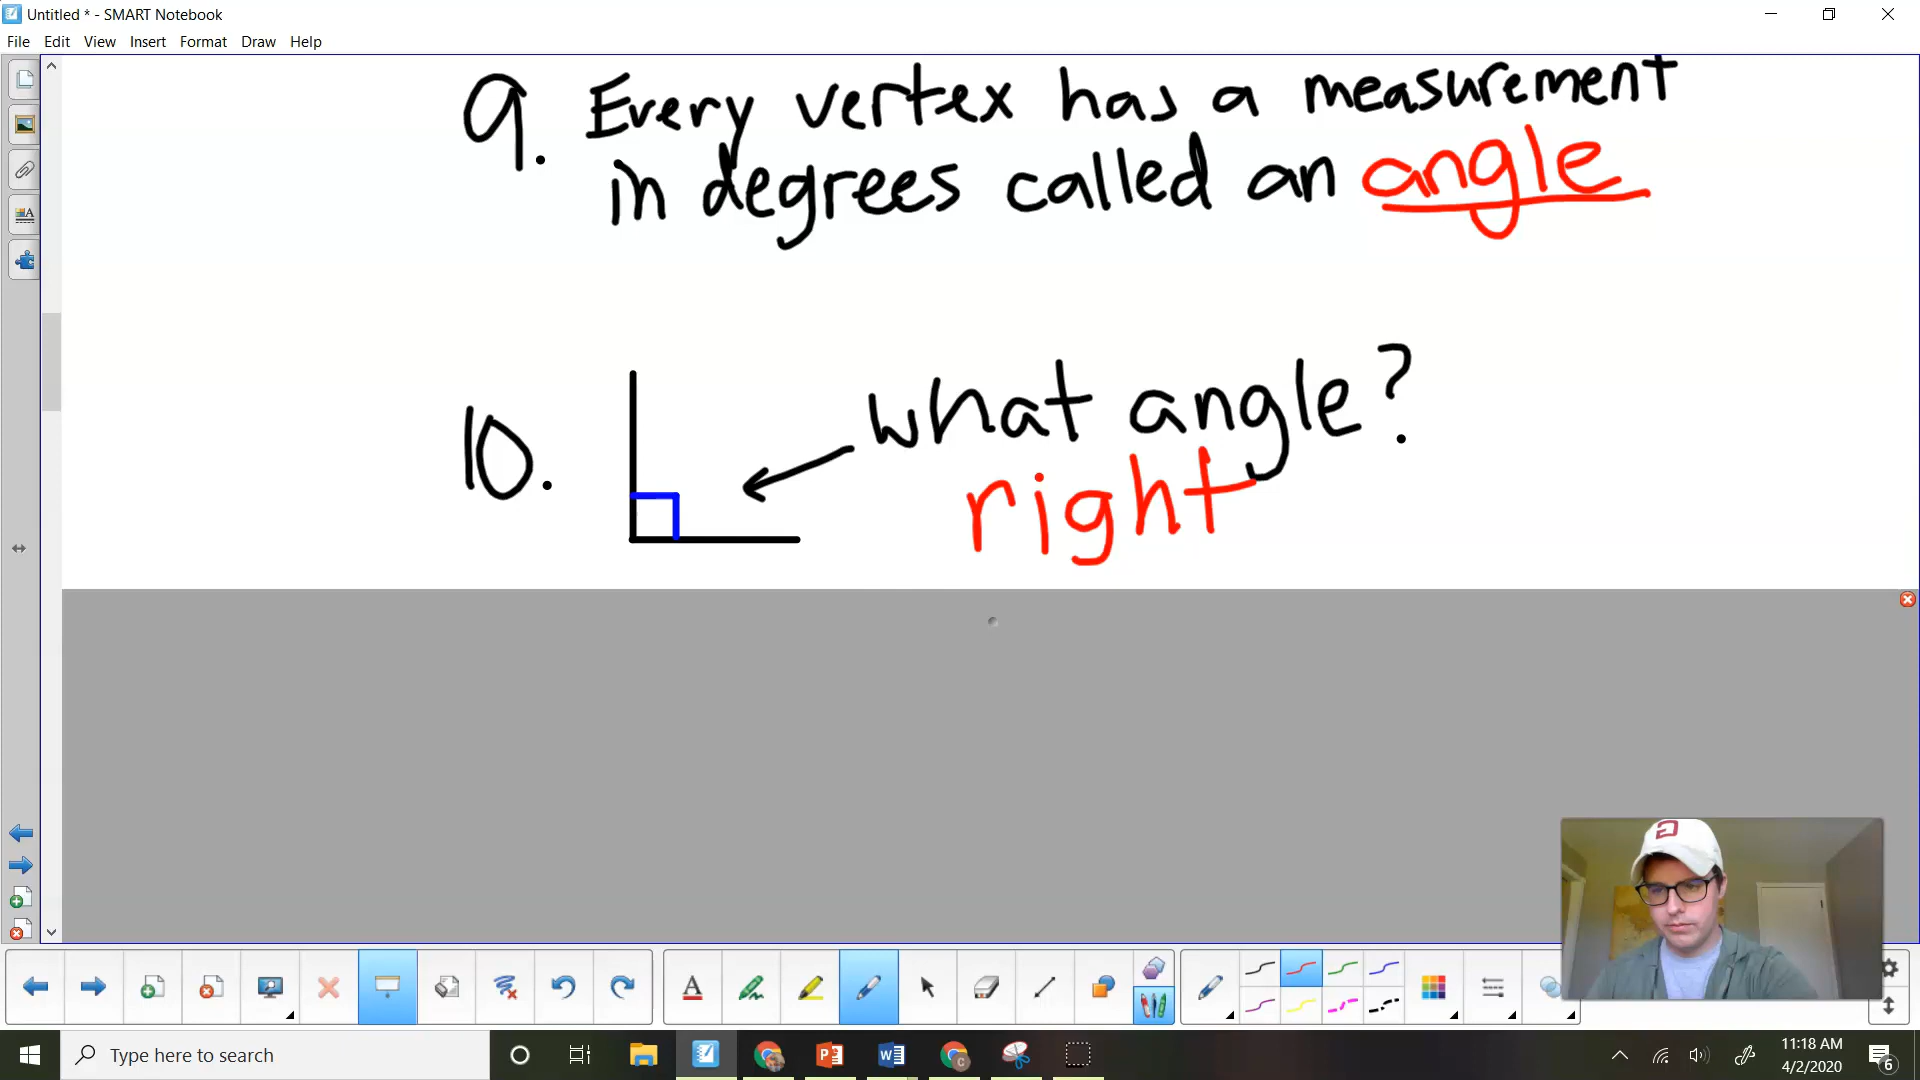 Untitled * - SMART Notebook
File Edit View Insert Format Draw Help
9. Every vertex has a measurement
in degrees called an angle
10. what angle?
right
Type here to search
11:18 AM
4/2/2020
6